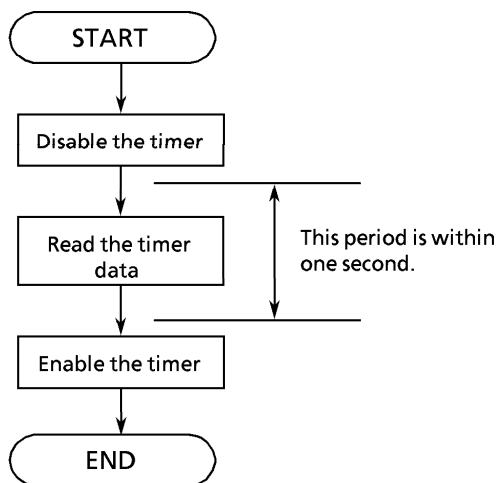 START
Disable the timer
Read the timer
data
This period is within
one second.
Enable the timer
END